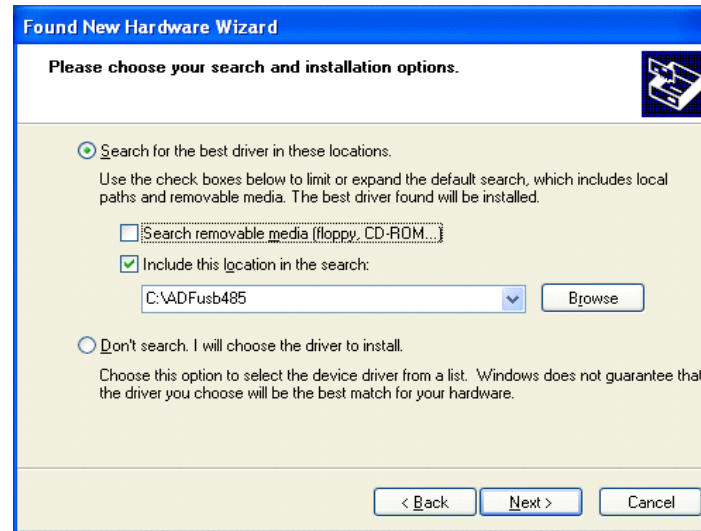 Found New Hardware Wizard
Please choose your search and installation options.
Search for the best driver in these locations.
Use the check boxes below to limit or expand the default search, which includes local
paths and removable media. The best driver found will be installed.
Search removable media (floppy, CD-ROM...)
Include this location in the search:
C:\ADFusb485
Browse
Don't search. I will choose the driver to install.
Choose this option to select the device driver from a list. Windows does not guarantee that
the driver you choose will be the best match for your hardware.
< Back Next > Cancel